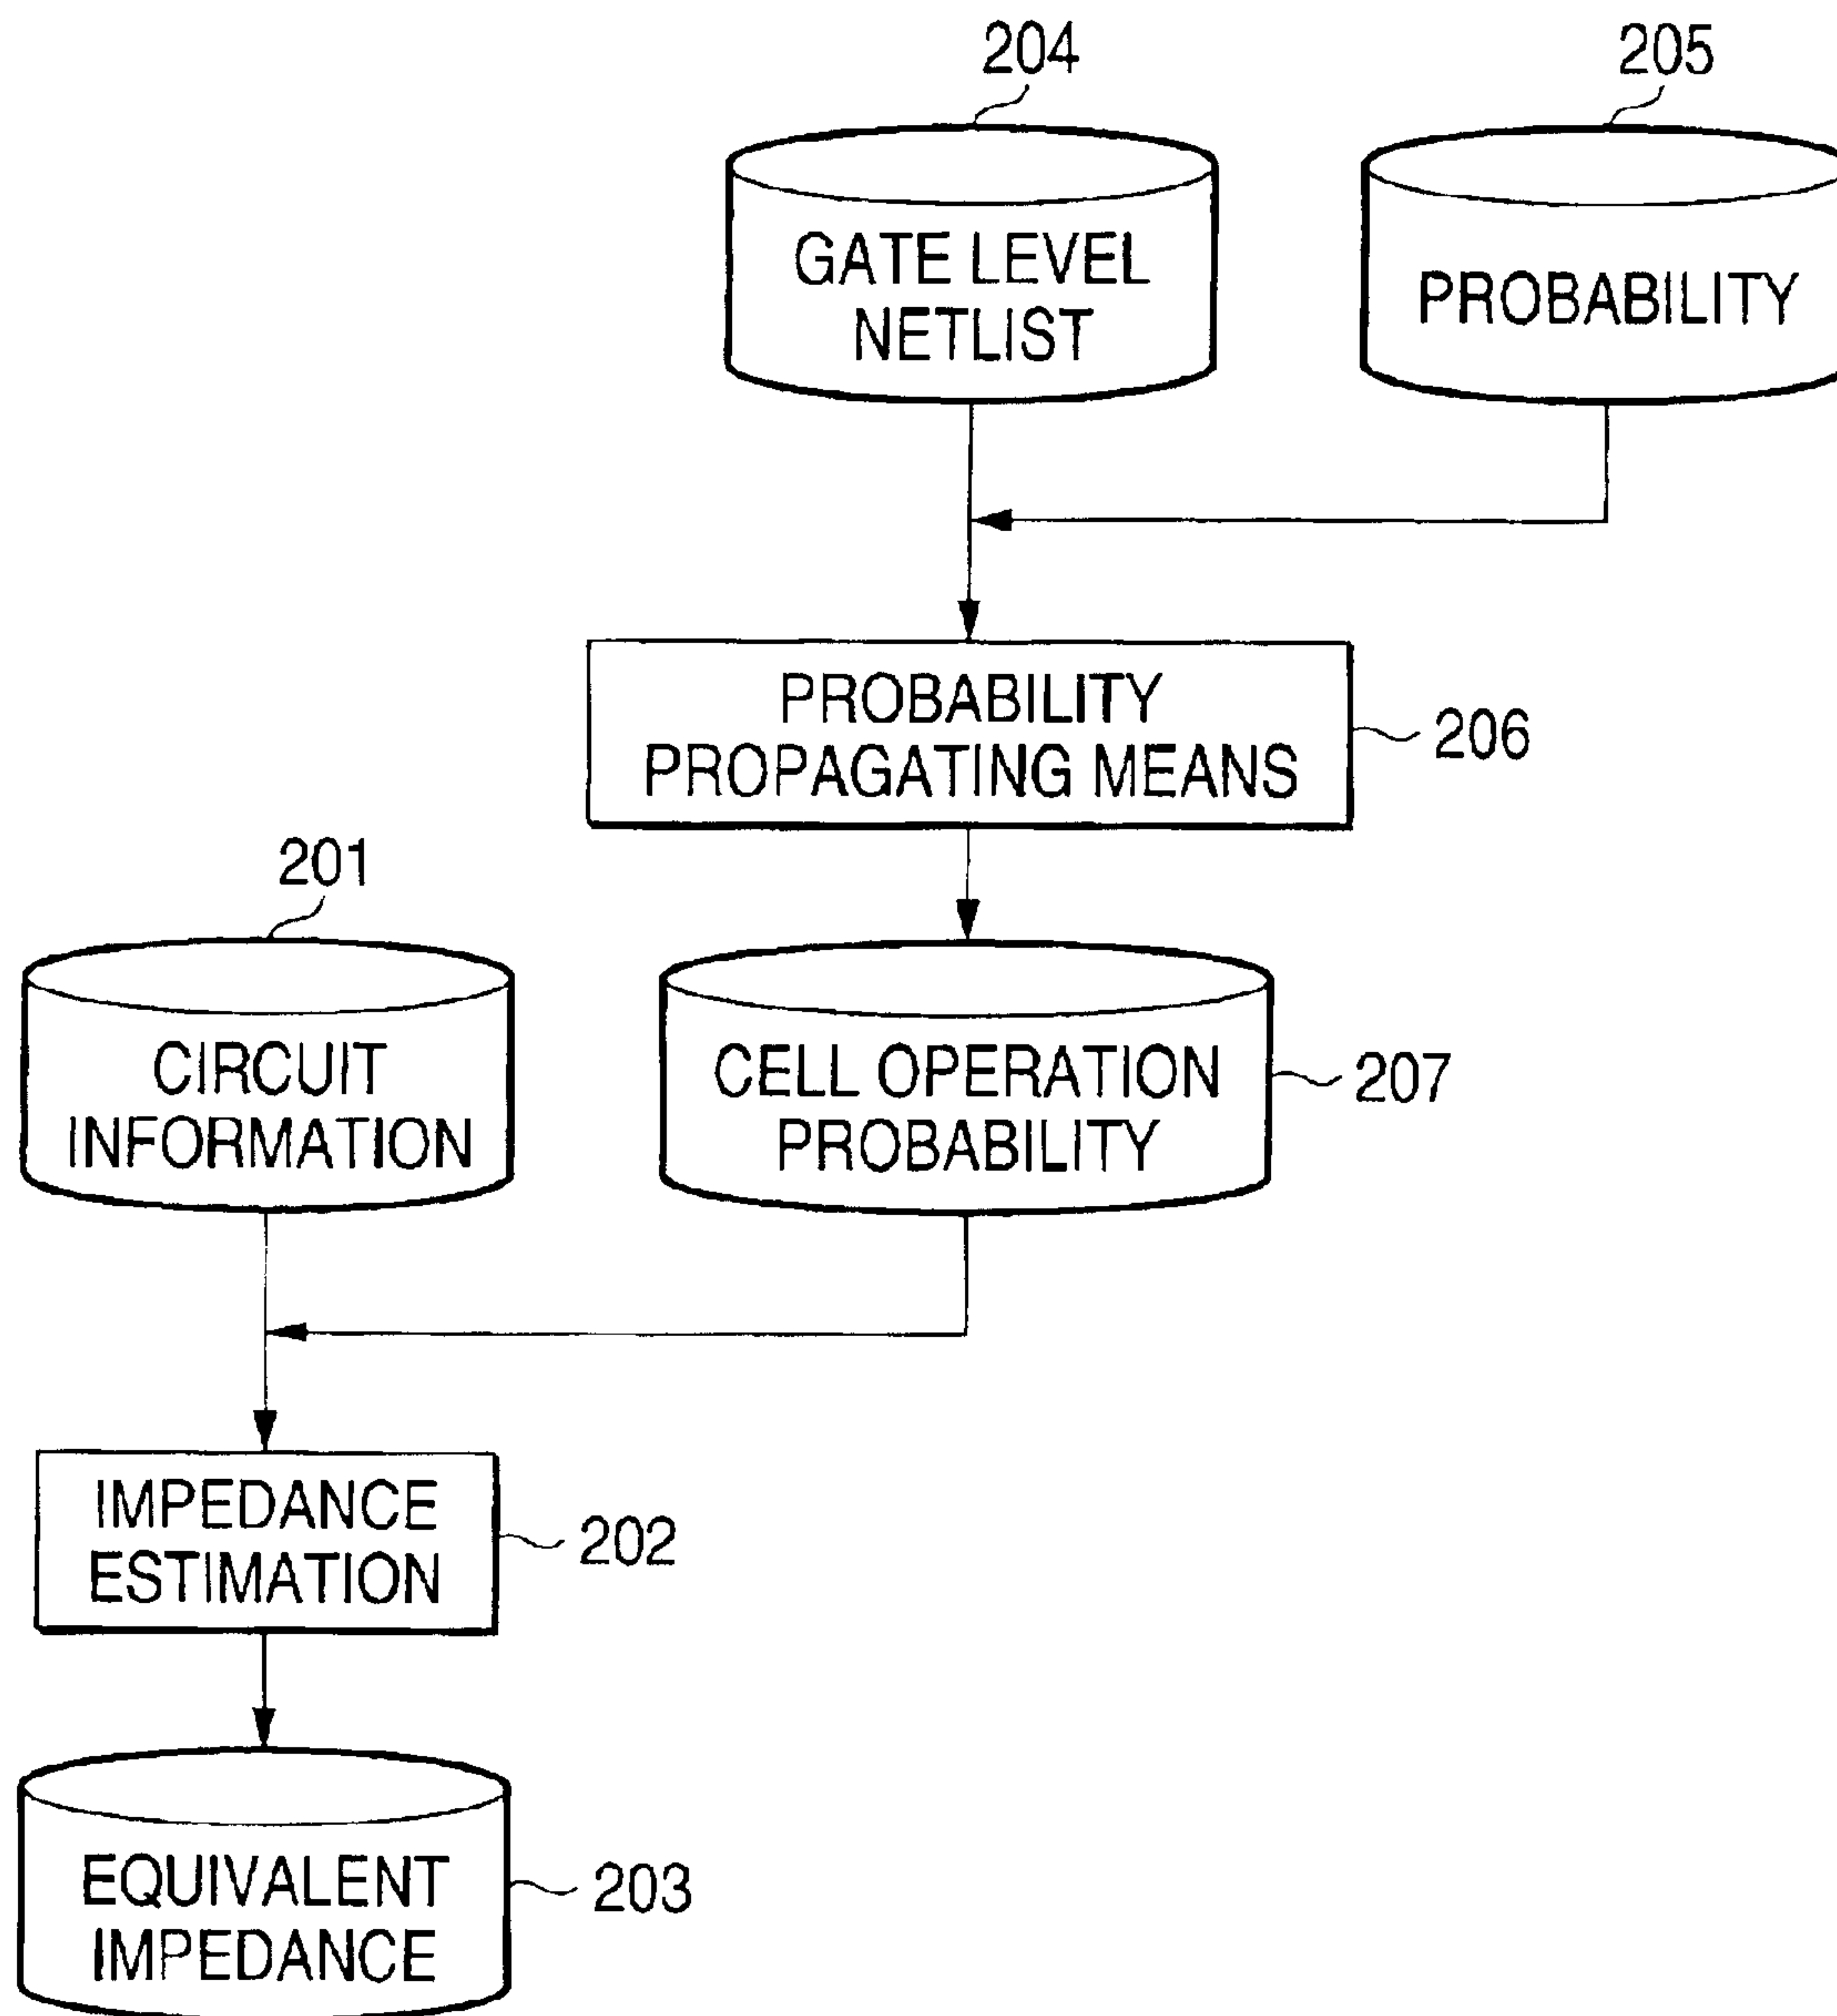 204
205
GATE LEVEL
NETLIST
PROBABILITY
PROBABILITY
PROPAGATING MEANS
206
201
CIRCUIT
INFORMATION
CELL OPERATION
PROBABILITY
207
IMPEDANCE
ESTIMATION
202
EQUIVALENT
IMPEDANCE
203